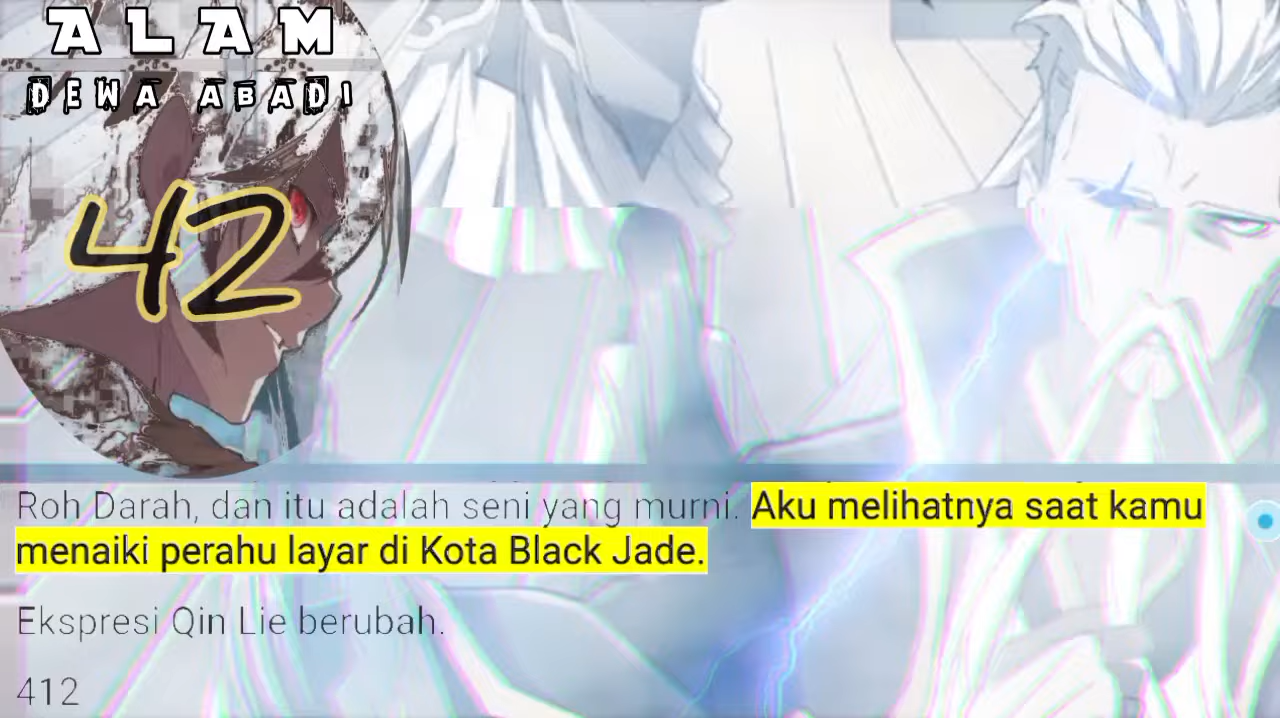 ALAM
DEWA ABADI
42
Roh Darah, dan itu adalah seni yang murni. Aku melihatnya saat kamu
menaiki perahu layar di Kota Black Jade.
Ekspresi Qin Lie berubah.
412